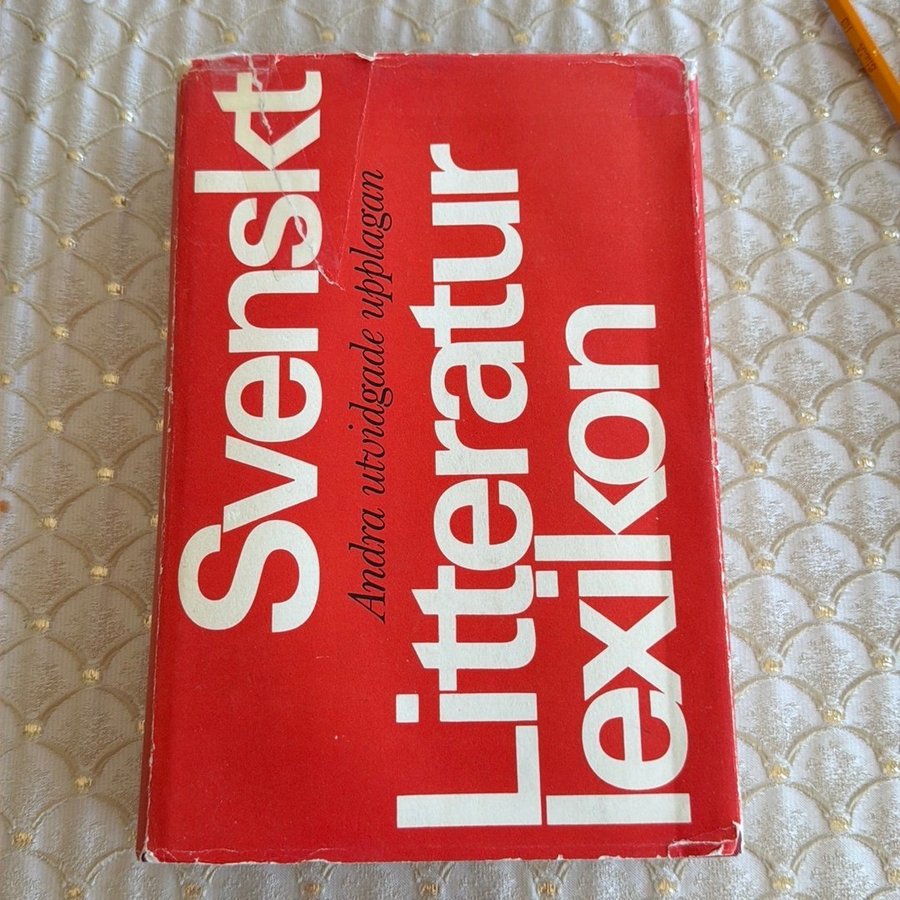 Svenskt
Andra utvidgade upplagan
Litteratur
lexikon